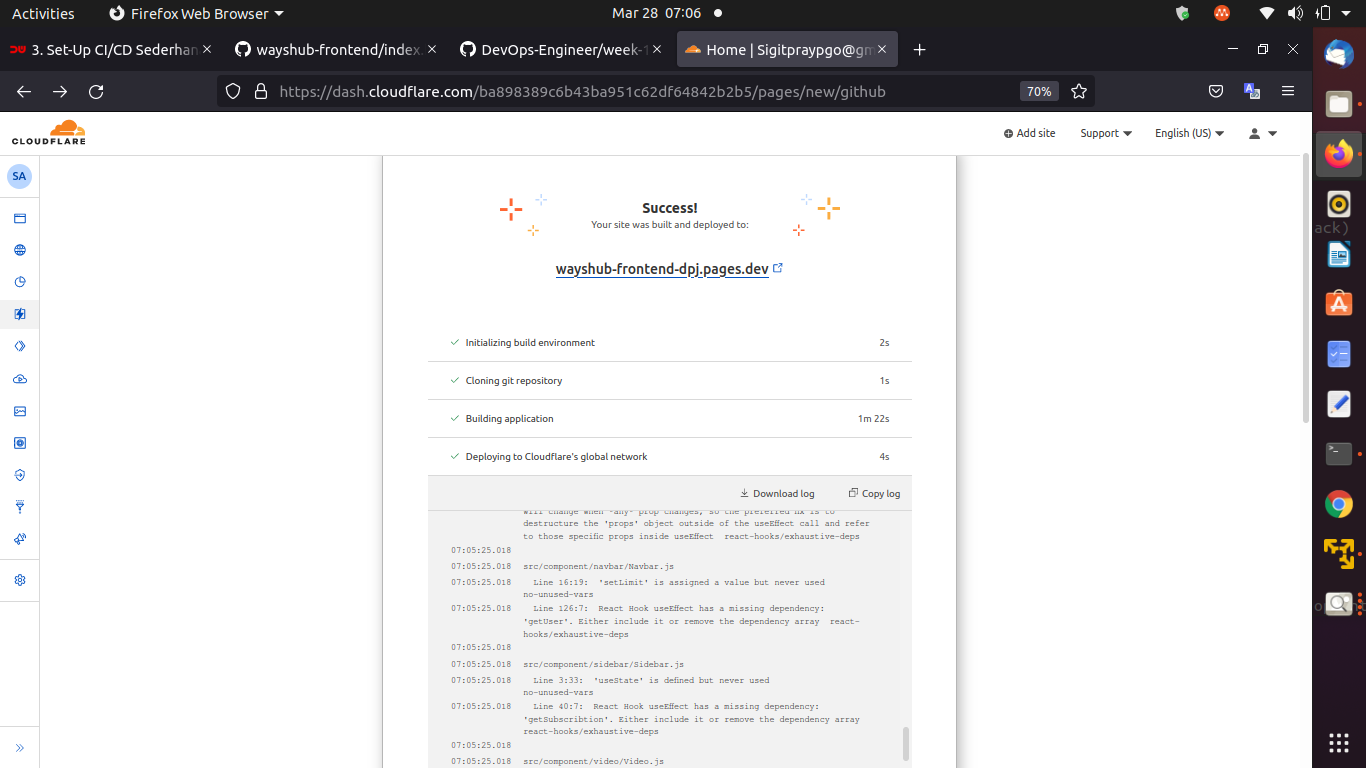 Activities
Firefox Web Browser
Mar 28 07:06
3. Set-Up CI/CD Sederhan
wayshub-frontend/index.
DevOps-Engineer/week-1
Home | Sigitpraypgo@gm
https://dash.cloudflare.com/ba898389c6b43ba951c62df64842b2b5/pages/new/github
70%
CLOUDFLARE
Add site
Support
English (US)
SA
Success!
Your site was built and deployed to:
wayshub-frontend-dpj.pages.dev
Initializing build environment 2s
Cloning git repository 1s
Building application 1m 22s
Deploying to Cloudflare's global network 4s
Download log
Copy log
will change when *any* prop changes, so the preferred fix is to
destructure the 'props' object outside of the useEffect call and refer
to those specific props inside useEffect react-hooks/exhaustive-deps
07:05:25.018
07:05:25.018 src/component/navbar/Navbar.js
07:05:25.018 Line 16:19: 'setLimit' is assigned a value but never used
no-unused-vars
07:05:25.018 Line 126:7: React Hook useEffect has a missing dependency:
'getUser'. Either include it or remove the dependency array react-
hooks/exhaustive-deps
07:05:25.018
07:05:25.018 src/component/sidebar/Sidebar.js
07:05:25.018 Line 3:33: 'useState' is defined but never used
no-unused-vars
07:05:25.018 Line 40:7: React Hook useEffect has a missing dependency:
'getSubscribtion'. Either include it or remove the dependency array
react-hooks/exhaustive-deps
07:05:25.018
07:05:25.018 src/component/video/Video.js
ack)